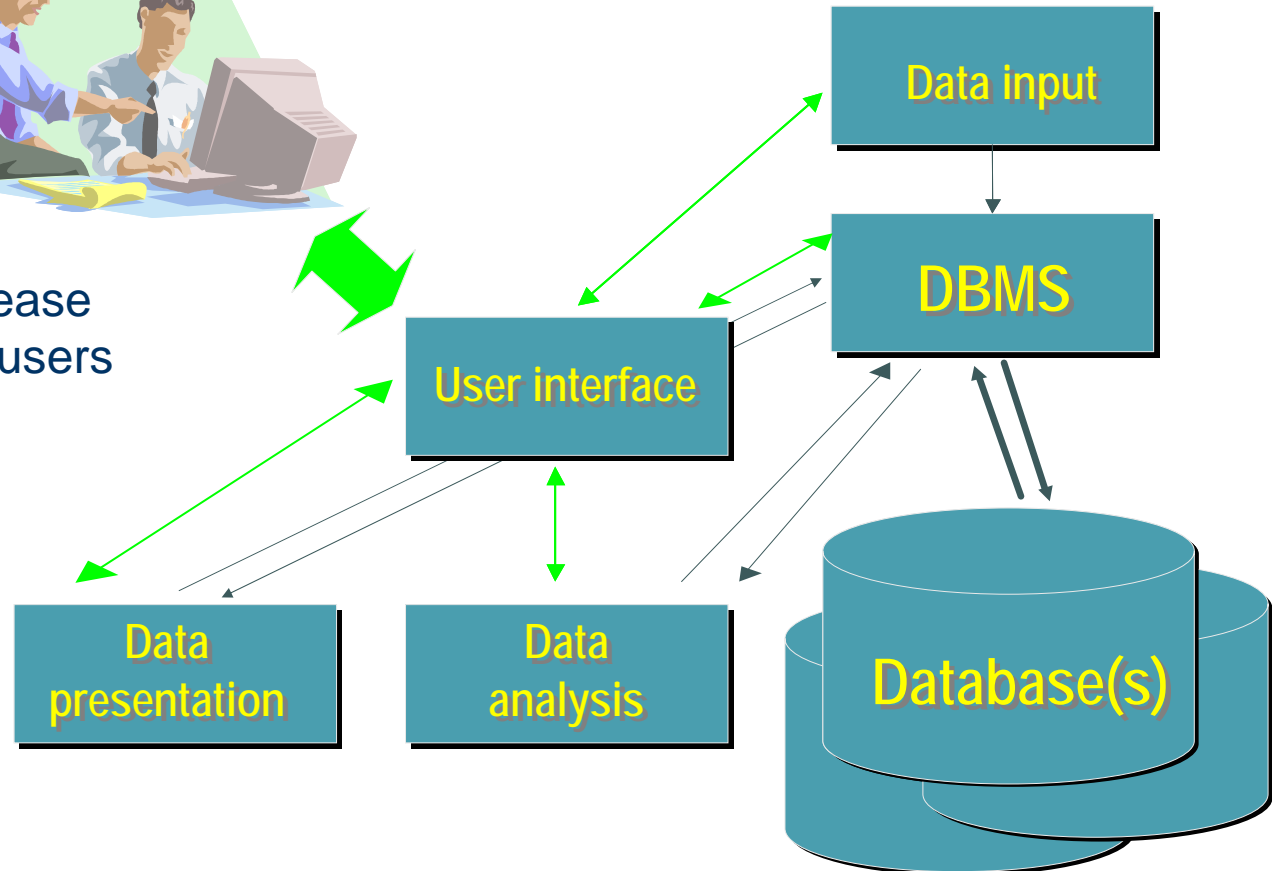 Data input
DBMS
ease
users
User interface
Data
presentation
Data
analysis
Database(s)